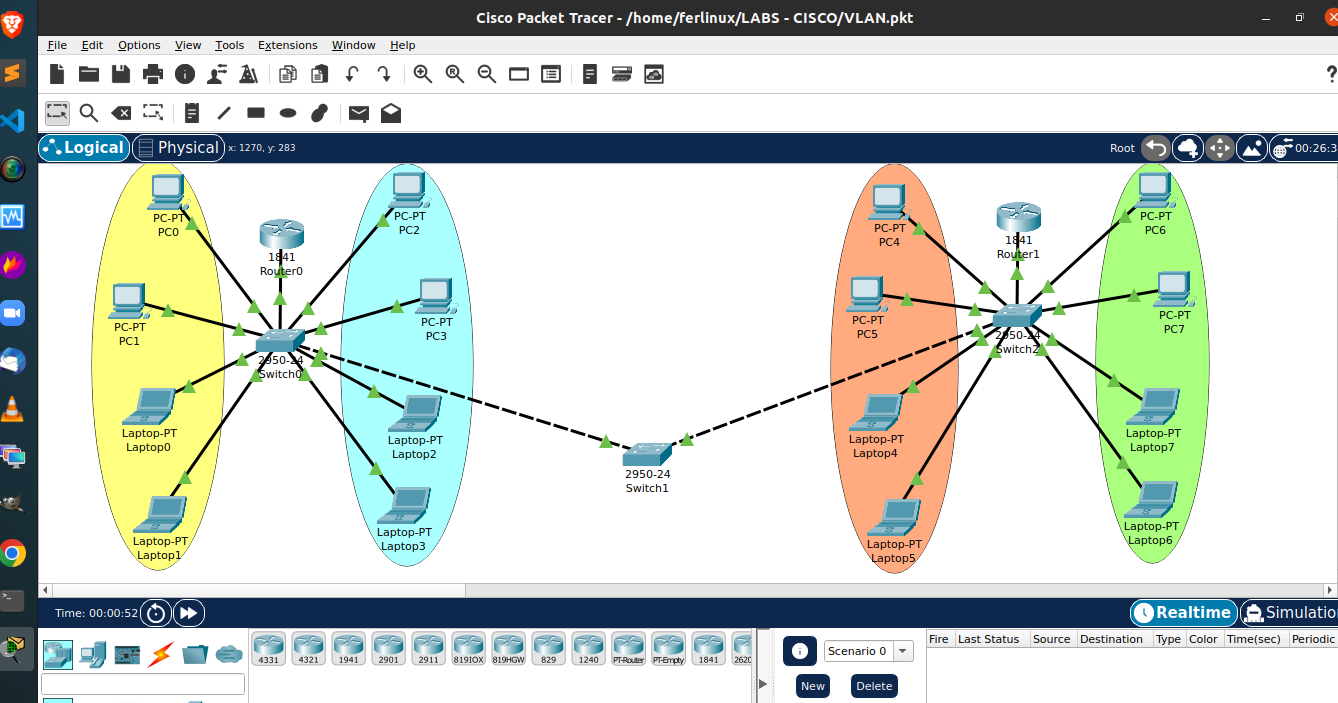 Cisco Packet Tracer - /home/ferlinux/LABS - CISCO/VLAN.pkt
File Edit Options View Tools Extensions Window Help
?
Logical Physical x: 1270, y: 283 Root 00:26:3
PC-PT
PC0
PC-PT
PC1
Laptop-PT
Laptop0
Laptop-PT
Laptop1
1841
Router0
2950-24
Switch0
PC-PT
PC2
PC-PT
PC3
Laptop-PT
Laptop2
Laptop-PT
Laptop3
2950-24
Switch1
PC-PT
PC4
PC-PT
PC5
Laptop-PT
Laptop4
Laptop-PT
Laptop5
1841
Router1
2950-24
Switch2
PC-PT
PC6
PC-PT
PC7
Laptop-PT
Laptop7
Laptop-PT
Laptop6
Time: 00:00:52 Realtime Simulatio
4331 4321 1941 2901 2911 819IOX 819HGW 829 1240 PT-Router PT-Empty 1841 2620
Scenario 0
New Delete
Fire Last Status Source Destination Type Color Time(sec) Periodic